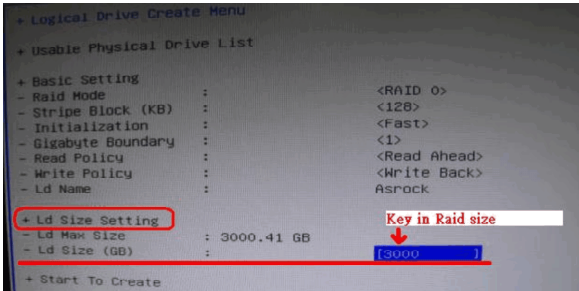 + Logical Drive Create Menu
+ Usable Physical Drive List
+ Basic Setting
- Raid Mode : <RAID 0>
- Stripe Block (KB) : <128>
- Initialization : <Fast>
- Gigabyte Boundary : <1>
- Read Policy : <Read Ahead>
- Write Policy : <Write Back>
- Ld Name : Asrock
+ Ld Size Setting Key in Raid size
- Ld Max Size : 3000.41 GB
- Ld Size (GB) : [3000 ]
+ Start To Create